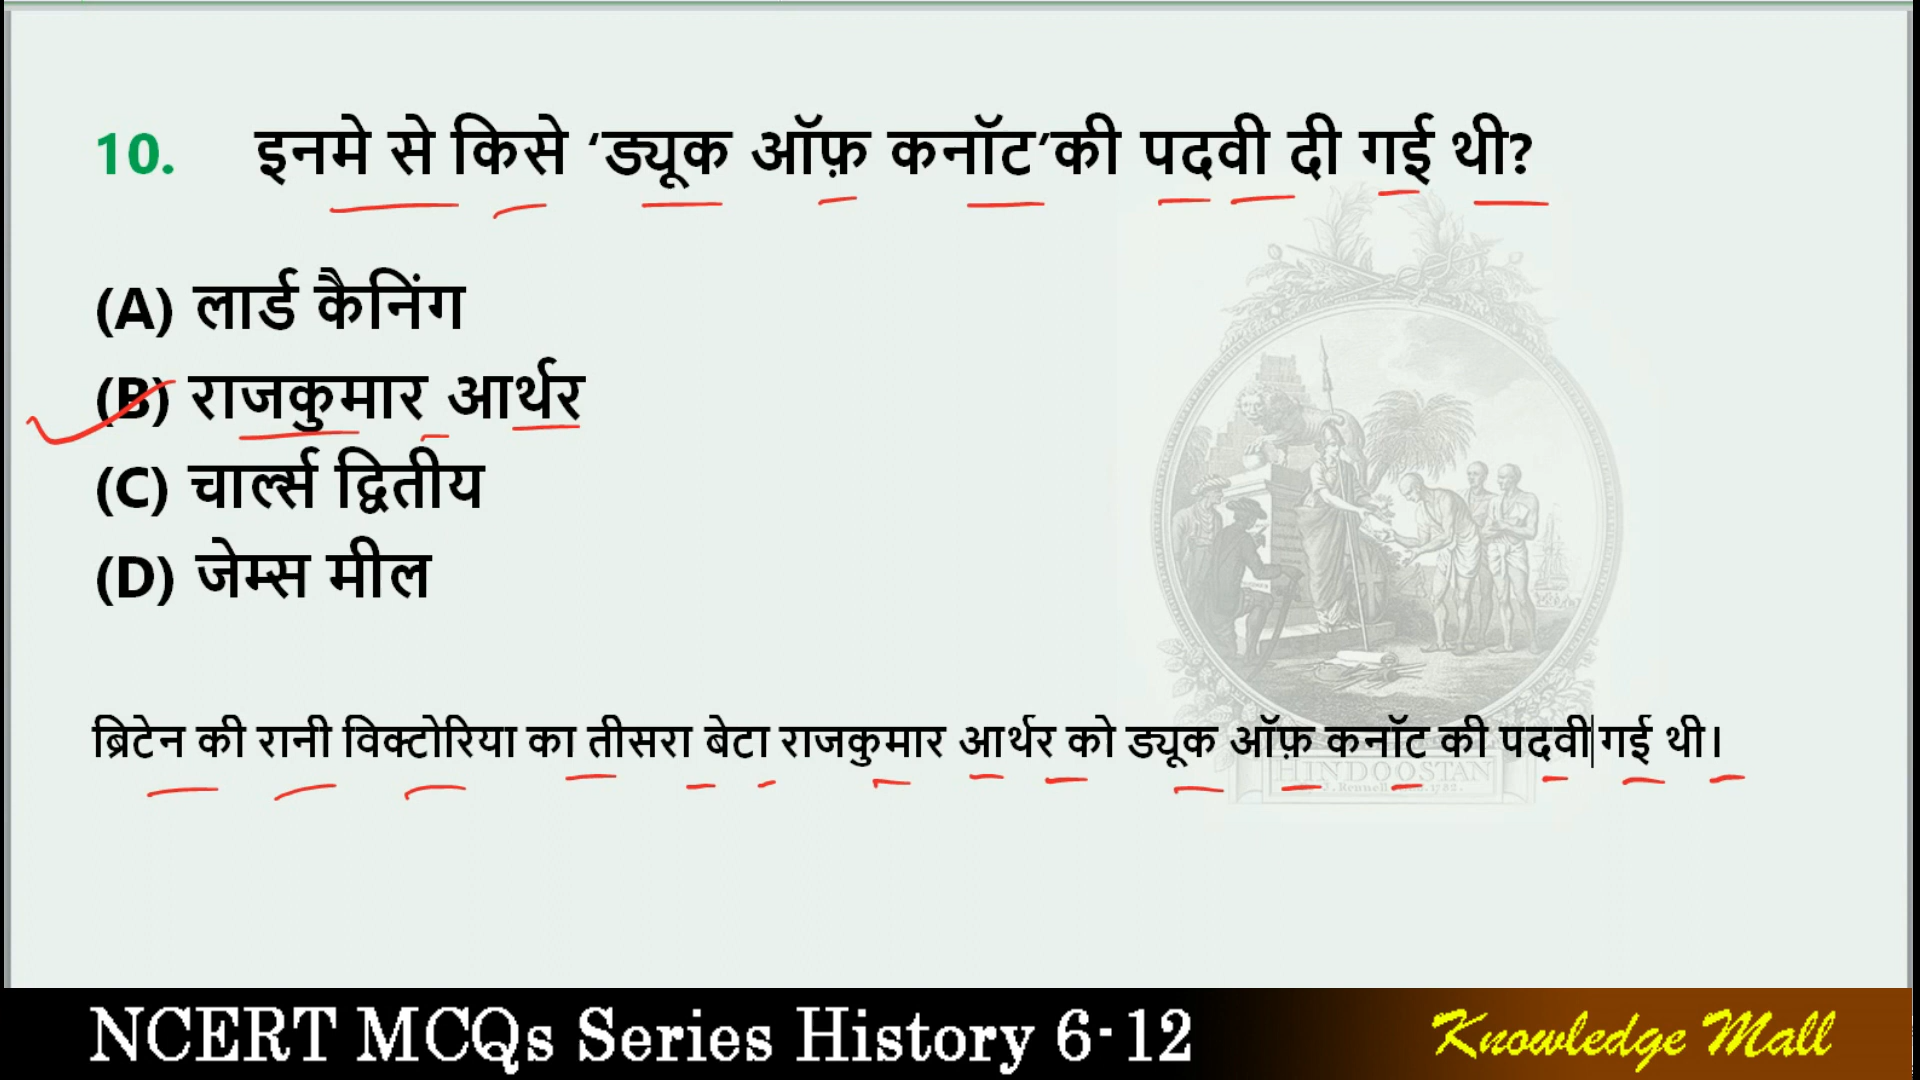 10. इनमे से किसे ‘ड्यूक ऑफ़ कनॉट’की पदवी दी गई थी?
(A) लार्ड कैनिंग
(B) राजकुमार आर्थर
(C) चार्ल्स द्वितीय
(D) जेम्स मील
ब्रिटेन की रानी विक्टोरिया का तीसरा बेटा राजकुमार आर्थर को ड्यूक ऑफ़ कनॉट की पदवी गई थी।
HINDOOSTAN
NCERT MCQs Series History 6-12
Knowledge Mall